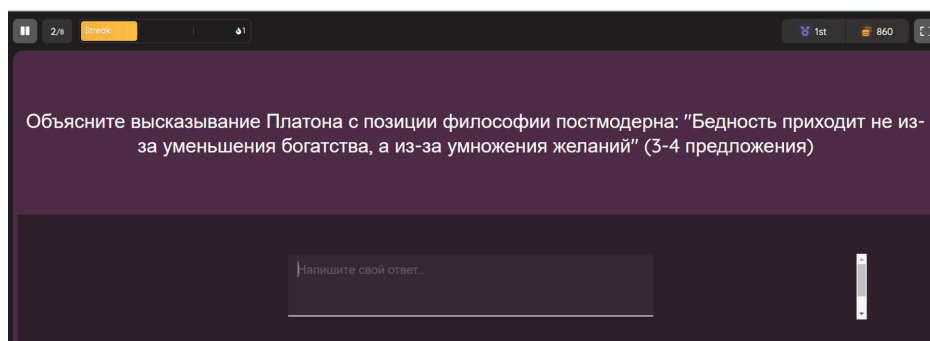 2/8 Streak 1 1st 860
Объясните высказывание Платона с позиции философии постмодерна: "Бедность приходит не из-
за уменьшения богатства, а из-за умножения желаний" (3-4 предложения)
Напишите свой ответ...